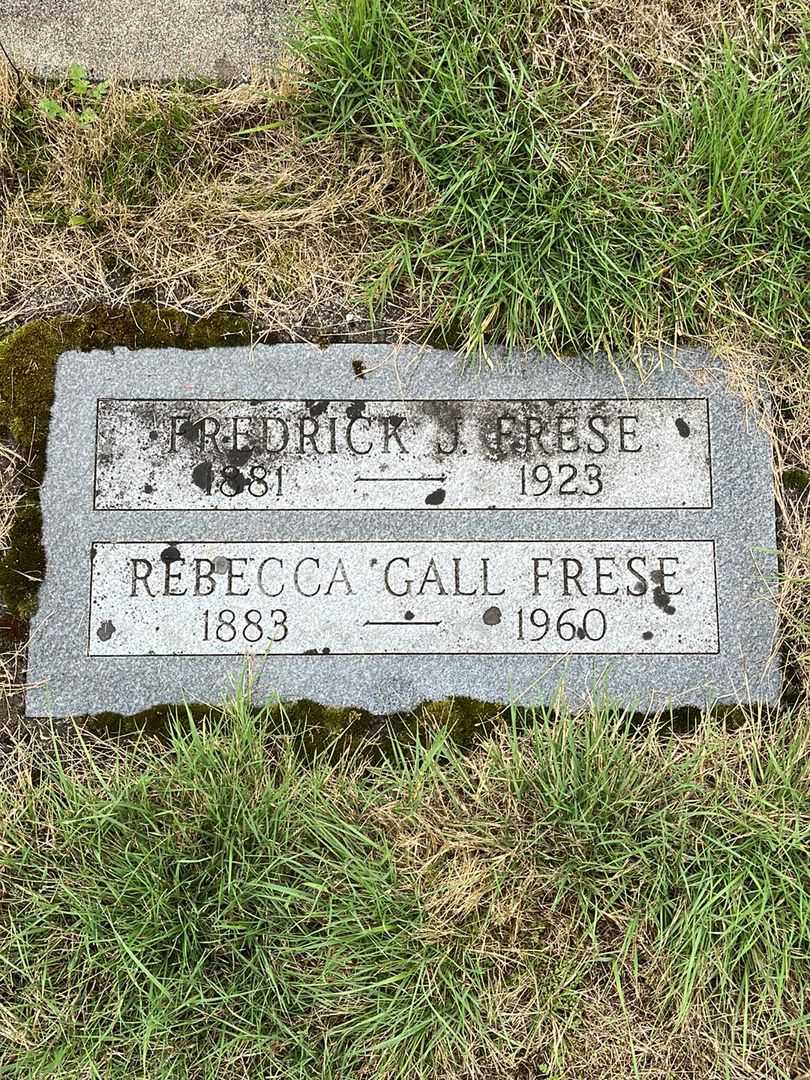 FREDRICK J. FRESE
1881 — 1923
REBECCA GALL FRESE
1883 — 1960